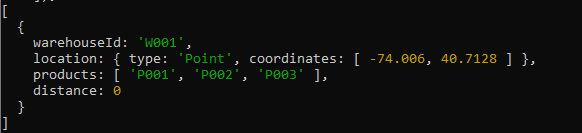 [
  {
    warehouseId: 'W001',
    location: { type: 'Point', coordinates: [ -74.006, 40.7128 ] },
    products: [ 'P001', 'P002', 'P003' ],
    distance: 0
  }
]